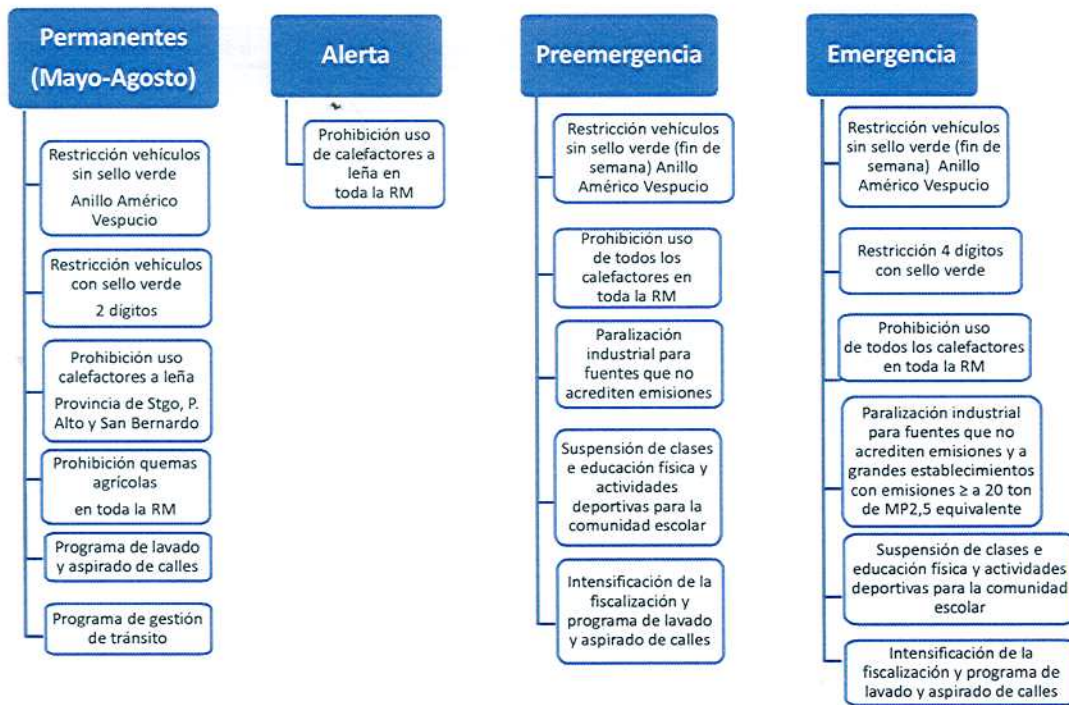 Permanentes
(Mayo-Agosto)
Restricción vehículos
sin sello verde
Anillo Américo
Vespucio
Restricción vehículos
con sello verde
2 dígitos
Prohibición uso
calefactores a leña
Provincia de Stgo, P.
Alto y San Bernardo
Prohibición quemas
agrícolas
en toda la RM
Programa de lavado
y aspirado de calles
Programa de gestión
de tránsito
Alerta
Prohibición uso
de calefactores a
leña en
toda la RM
Preemergencia
Restricción vehículos
sin sello verde (fin de
semana) Anillo
Américo Vespucio
Prohibición uso
de todos los
calefactores en
toda la RM
Paralización
industrial para
fuentes que no
acrediten emisiones
Suspensión de clases
e educación física y
actividades
deportivas para la
comunidad escolar
Intensificación de la
fiscalización y
programa de lavado
y aspirado de calles
Emergencia
Restricción vehículos
sin sello verde (fin de
semana) Anillo
Américo Vespucio
Restricción 4 dígitos
con sello verde
Prohibición uso
de todos los calefactores
en toda la RM
Paralización industrial
para fuentes que no
acrediten emisiones y a
grandes establecimientos
con emisiones ≥ a 20 ton
de MP2,5 equivalente
Suspensión de clases e
educación física y actividades
deportivas para la comunidad
escolar
Intensificación de la
fiscalización y programa de
lavado y aspirado de calles